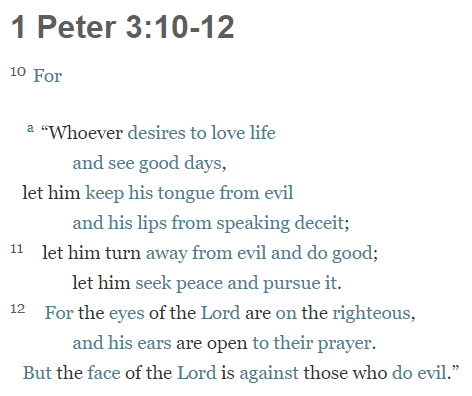 1 Peter 3:10-12
10 For
a “Whoever desires to love life
and see good days,
let him keep his tongue from evil
and his lips from speaking deceit;
11 let him turn away from evil and do good;
let him seek peace and pursue it.
12 For the eyes of the Lord are on the righteous,
and his ears are open to their prayer.
But the face of the Lord is against those who do evil.”